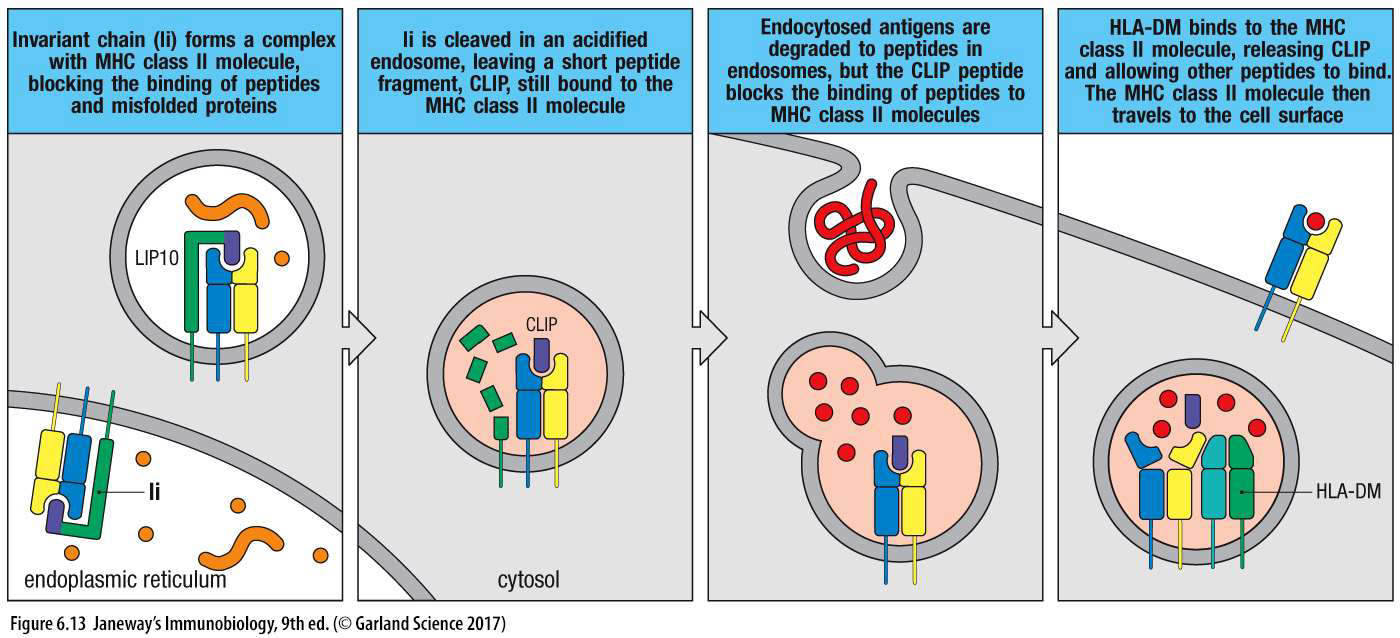 Invariant chain (Ii) forms a complex
with MHC class II molecule,
blocking the binding of peptides
and misfolded proteins
Ii is cleaved in an acidified
endosome, leaving a short peptide
fragment, CLIP, still bound to the
MHC class II molecule
Endocytosed antigens are
degraded to peptides in
endosomes, but the CLIP peptide
blocks the binding of peptides to
MHC class II molecules
HLA-DM binds to the MHC
class II molecule, releasing CLIP
and allowing other peptides to bind.
The MHC class II molecule then
travels to the cell surface
LIP10
Ii
endoplasmic reticulum
CLIP
cytosol
HLA-DM
Figure 6.13 Janeway's Immunobiology, 9th ed. (© Garland Science 2017)